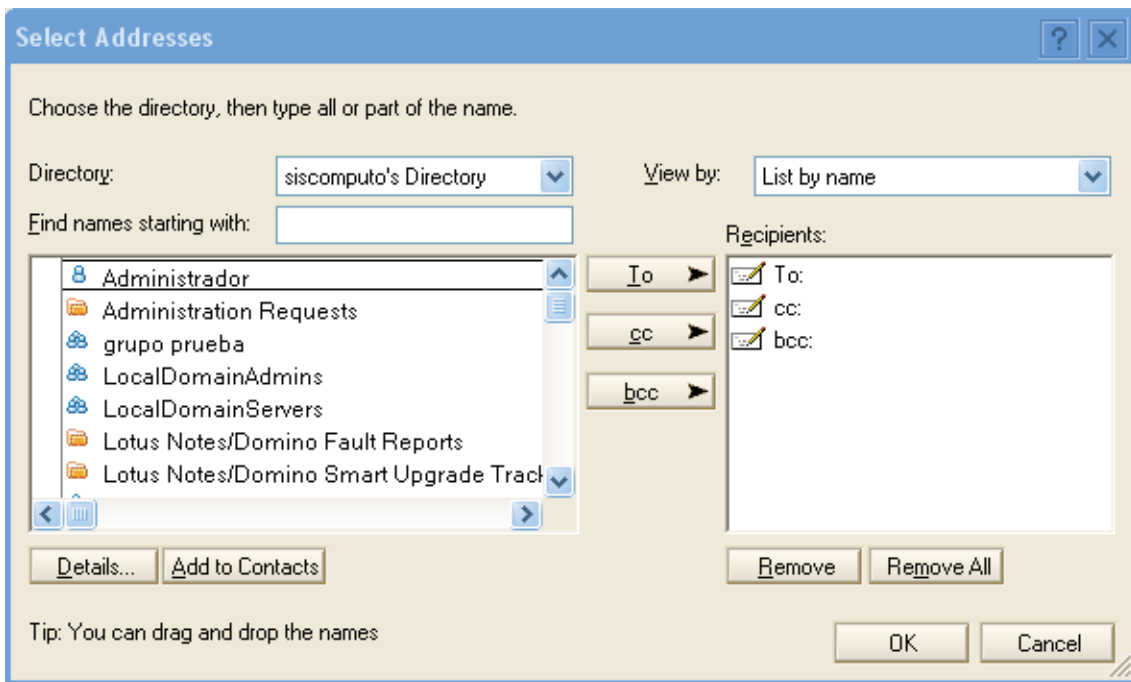 Select Addresses
Choose the directory, then type all or part of the name.
Directory: siscomputo's Directory View by: List by name
Find names starting with:
Recipients:
Administrador
Administration Requests
grupo prueba
LocalDomainAdmins
LocalDomainServers
Lotus Notes/Domino Fault Reports
Lotus Notes/Domino Smart Upgrade Track
To
cc
bcc
To:
cc:
bcc:
Details... Add to Contacts Remove Remove All
Tip: You can drag and drop the names
OK Cancel